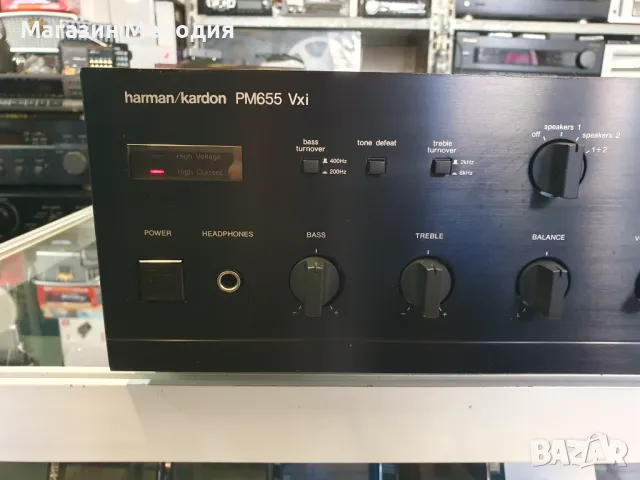 Магазин Мелодия
harman/kardon PM655 Vxi
High Voltage
High Current
bass turnover
400Hz
200Hz
tone defeat
treble turnover
2kHz
6kHz
off
speakers 1
speakers 2
1+2
POWER
HEADPHONES
BASS
TREBLE
BALANCE
BAZAR